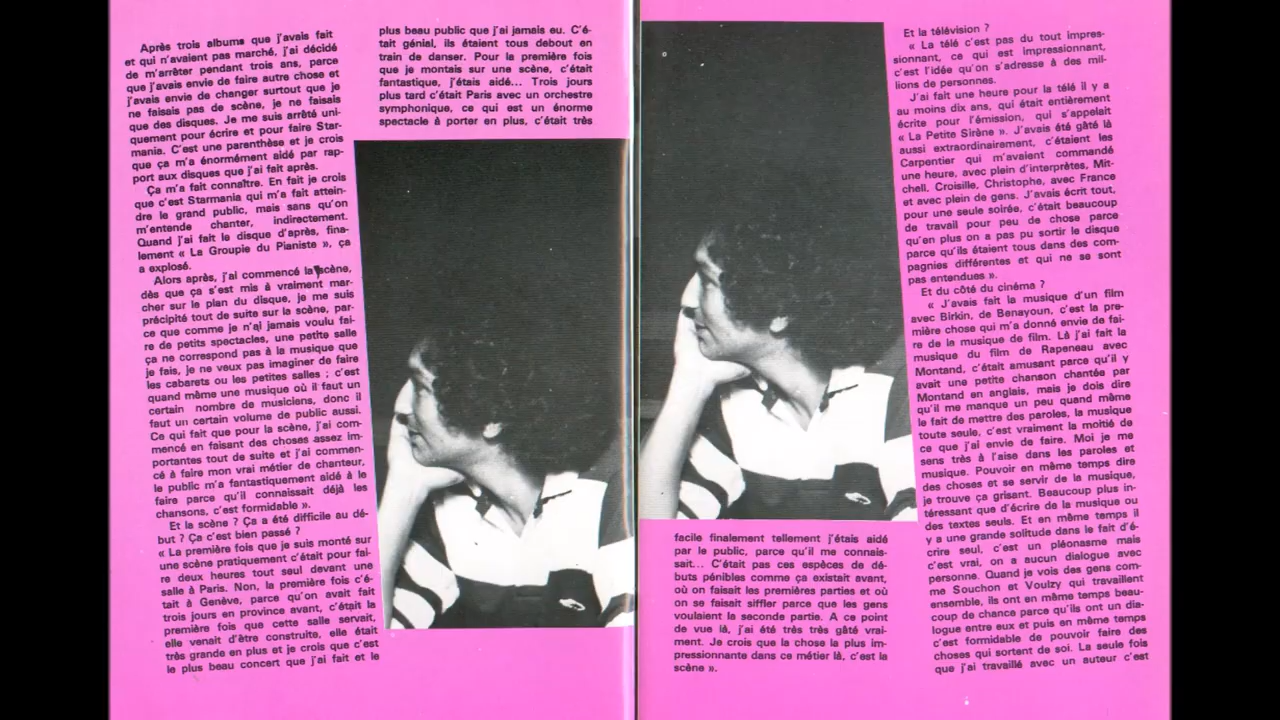 Après trois albums que j'avais fait
et qui n'avaient pas marché, j'ai décidé
de m'arrêter pendant trois ans, parce
que j'avais envie de faire autre chose et
j'avais envie de changer surtout que je
ne faisais pas de scène, je ne faisais
que des disques. Je me suis arrêté uni-
quement pour écrire et pour faire Star-
mania. C'est une parenthèse et je crois
que ça m'a énormément aidé par rap-
port aux disques que j'ai fait après.
Ça m'a fait connaître. En fait je crois
que c'est Starmania qui m'a fait attein-
dre le grand public, mais sans qu'on
m'entende chanter, indirectement.
Quand j'ai fait le disque d'après, fina-
lement « La Groupie du Pianiste », ça
a explosé.
Alors après, j'ai commencé la scène,
dès que ça s'est mis à vraiment mar-
cher sur le plan du disque, je me suis
précipité tout de suite sur la scène, par-
ce que comme je n'ai jamais voulu fai-
re de petits spectacles, une petite salle
ça ne correspond pas à la musique que
je fais, je ne veux pas imaginer de faire
les cabarets ou les petites salles ; c'est
quand même une musique où il faut un
certain nombre de musiciens, donc il
faut un certain volume de public aussi.
Ce qui fait que pour la scène, j'ai com-
mencé en faisant des choses assez im-
portantes tout de suite et j'ai commen-
cé à faire mon vrai métier de chanteur,
le public m'a fantastiquement aidé à le
faire parce qu'il connaissait déjà les
chansons, c'est formidable ».
Et la scène ? Ça a été difficile au dé-
but ? Ça c'est bien passé ?
« La première fois que je suis monté sur
une scène pratiquement c'était pour fai-
re deux heures tout seul devant une
salle à Paris. Non, la première fois c'é-
tait à Genève, parce qu'on avait fait
trois jours en province avant, c'était la
première fois que cette salle servait,
elle venait d'être construite, elle était
très grande en plus et je crois que c'est
le plus beau concert que j'ai fait et le
plus beau public que j'ai jamais eu. C'é-
tait génial, ils étaient tous debout en
train de danser. Pour la première fois
que je montais sur une scène, c'était
fantastique, j'étais aidé... Trois jours
plus tard c'était Paris avec un orchestre
symphonique, ce qui est un énorme
spectacle à porter en plus, c'était très
facile finalement tellement j'étais aidé
par le public, parce qu'il me connais-
sait... C'était pas ces espèces de dé-
buts pénibles comme ça existait avant,
où on faisait les premières parties et où
on se faisait siffler parce que les gens
voulaient la seconde partie. A ce point
de vue là, j'ai été très très gâté vrai-
ment. Je crois que la chose la plus im-
pressionnante dans ce métier là, c'est la
scène ».
Et la télévision ?
« La télé c'est pas du tout impres-
sionnant, ce qui est impressionnant,
c'est l'idée qu'on s'adresse à des mil-
lions de personnes.
J'ai fait une heure pour la télé il y a
au moins dix ans, qui était entièrement
écrite pour l'émission, qui s'appelait
« La Petite Sirène ». J'avais été gâté là
aussi extraordinairement, c'étaient les
Carpentier qui m'avaient commandé
une heure, avec plein d'interprètes, Mit-
chell, Croisille, Christophe, avec France
et avec plein de gens. J'avais écrit tout,
pour une seule soirée, c'était beaucoup
de travail pour peu de chose parce
qu'en plus on a pas pu sortir le disque
parce qu'ils étaient tous dans des com-
pagnies différentes et qui ne se sont
pas entendues ».
Et du côté du cinéma ?
« J'avais fait la musique d'un film
avec Birkin, de Benayoun, c'est la pre-
mière chose qui m'a donné envie de fai-
re de la musique de film. Là j'ai fait la
musique du film de Rapeneau avec
Montand, c'était amusant parce qu'il y
avait une petite chanson chantée par
Montand en anglais, mais je dois dire
qu'il me manque un peu quand même
le fait de mettre des paroles, la musique
toute seule, c'est vraiment la moitié de
ce que j'ai envie de faire. Moi je me
sens très à l'aise dans les paroles et
musique. Pouvoir en même temps dire
des choses et se servir de la musique,
je trouve ça grisant. Beaucoup plus in-
téressant que d'écrire de la musique ou
des textes seuls. Et en même temps il
y a une grande solitude dans le fait d'é-
crire seul, c'est un pléonasme mais
c'est vrai, on a aucun dialogue avec
personne. Quand je vois des gens com-
me Souchon et Voulzy qui travaillent
ensemble, ils ont en même temps beau-
coup de chance parce qu'ils ont un dia-
logue entre eux et puis en même temps
c'est formidable de pouvoir faire des
choses qui sortent de soi. La seule fois
que j'ai travaillé avec un auteur c'est